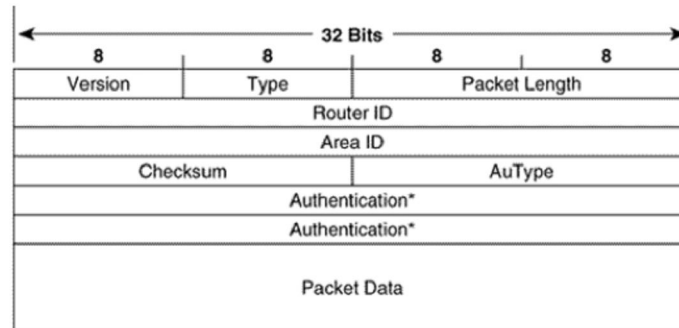 32 Bits
8 8 8 8
Version Type Packet Length
Router ID
Area ID
Checksum AuType
Authentication*
Authentication*
Packet Data